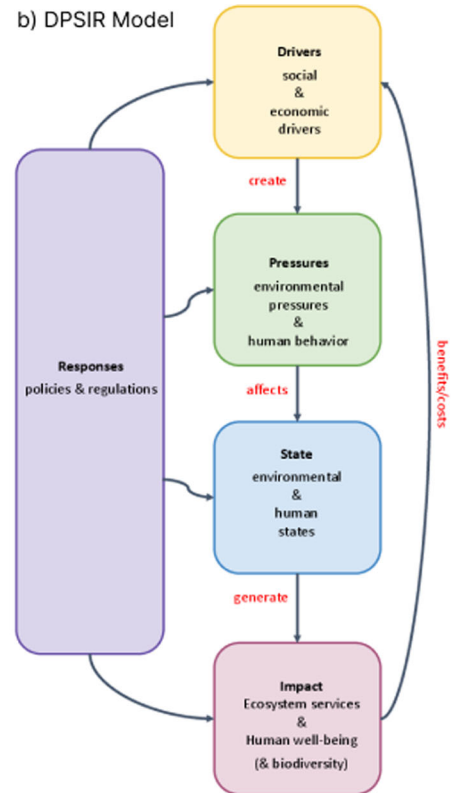 b) DPSIR Model
Drivers
social
&
economic
drivers
create
Pressures
environmental
pressures
&
human behavior
Responses
policies & regulations
affects
benefits/costs
State
environmental
&
human
states
generate
Impact
Ecosystem services
&
Human well-being
(& biodiversity)